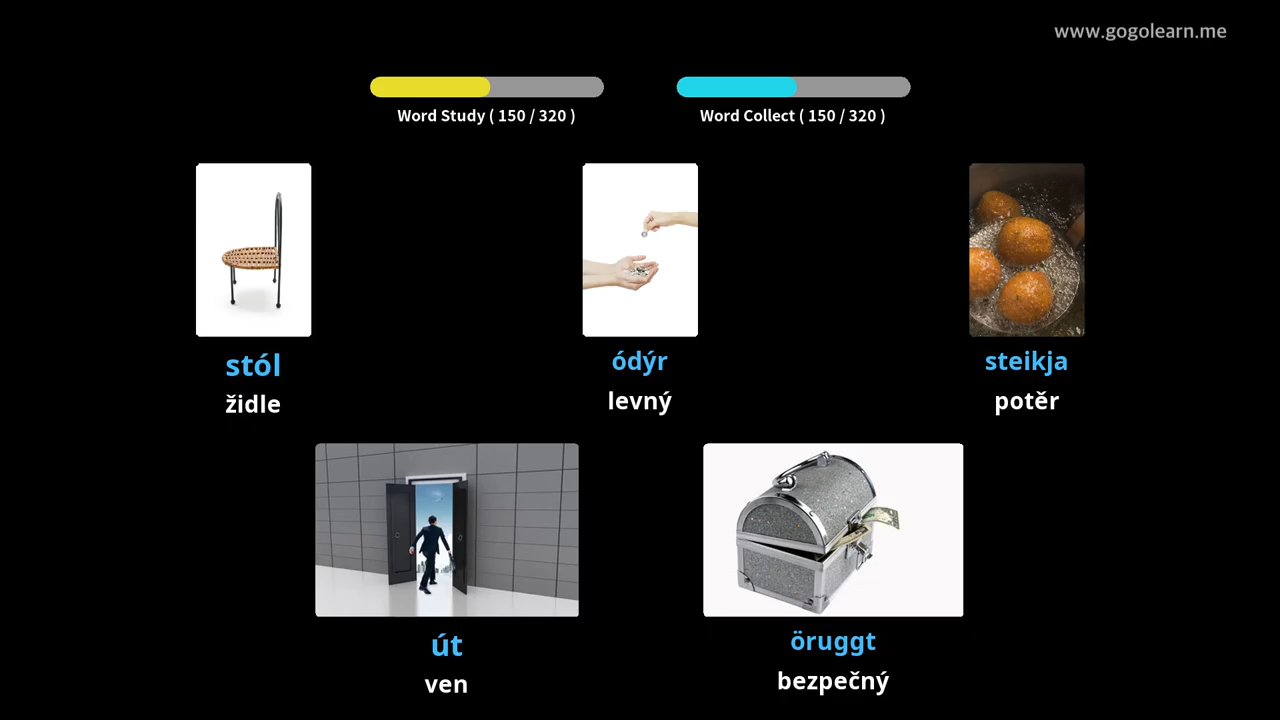 www.gogolearn.me
Word Study ( 150 / 320 )
Word Collect ( 150 / 320 )
stól
židle
ódýr
levný
steikja
potěr
út
ven
öruggt
bezpečný